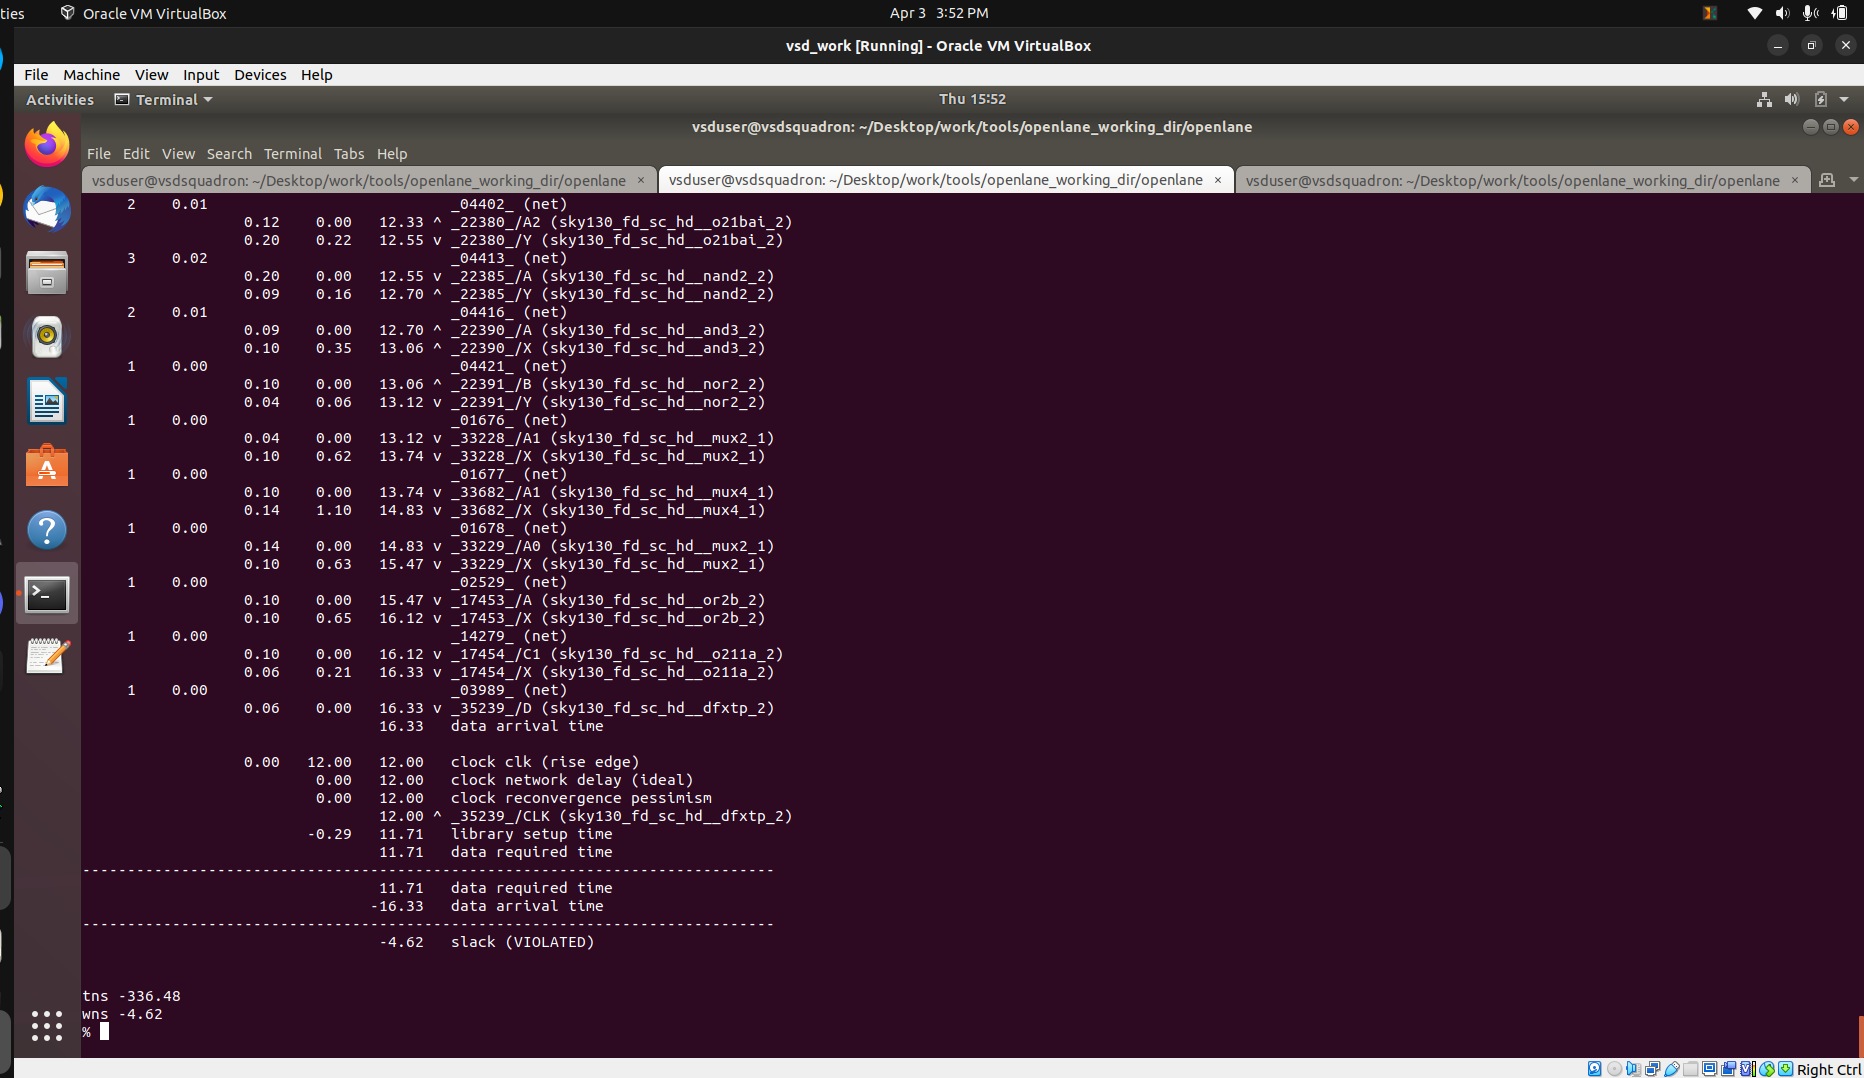 ties Oracle VM VirtualBox Apr 3 3:52 PM
vsd_work [Running] - Oracle VM VirtualBox
File Machine View Input Devices Help
Activities Terminal Thu 15:52
vsduser@vsdsquadron: ~/Desktop/work/tools/openlane_working_dir/openlane
File Edit View Search Terminal Tabs Help
vsduser@vsdsquadron: ~/Desktop/work/tools/openlane_working_dir/openlane × vsduser@vsdsquadron: ~/Desktop/work/tools/openlane_working_dir/openlane × vsduser@vsdsquadron: ~/Desktop/work/tools/openlane_working_dir/openlane ×
2 0.01 _04402_ (net)
0.12 0.00 12.33 ^ _22380_/A2 (sky130_fd_sc_hd__o21bai_2)
0.20 0.22 12.55 v _22380_/Y (sky130_fd_sc_hd__o21bai_2)
3 0.02 _04413_ (net)
0.20 0.00 12.55 v _22385_/A (sky130_fd_sc_hd__nand2_2)
0.09 0.16 12.70 ^ _22385_/Y (sky130_fd_sc_hd__nand2_2)
2 0.01 _04416_ (net)
0.09 0.00 12.70 ^ _22390_/A (sky130_fd_sc_hd__and3_2)
0.10 0.35 13.06 ^ _22390_/X (sky130_fd_sc_hd__and3_2)
1 0.00 _04421_ (net)
0.10 0.00 13.06 ^ _22391_/B (sky130_fd_sc_hd__nor2_2)
0.04 0.06 13.12 v _22391_/Y (sky130_fd_sc_hd__nor2_2)
1 0.00 _01676_ (net)
0.04 0.00 13.12 v _33228_/A1 (sky130_fd_sc_hd__mux2_1)
0.10 0.62 13.74 v _33228_/X (sky130_fd_sc_hd__mux2_1)
1 0.00 _01677_ (net)
0.10 0.00 13.74 v _33682_/A1 (sky130_fd_sc_hd__mux4_1)
0.14 1.10 14.83 v _33682_/X (sky130_fd_sc_hd__mux4_1)
1 0.00 _01678_ (net)
0.14 0.00 14.83 v _33229_/A0 (sky130_fd_sc_hd__mux2_1)
0.10 0.63 15.47 v _33229_/X (sky130_fd_sc_hd__mux2_1)
1 0.00 _02529_ (net)
0.10 0.00 15.47 v _17453_/A (sky130_fd_sc_hd__or2b_2)
0.10 0.65 16.12 v _17453_/X (sky130_fd_sc_hd__or2b_2)
1 0.00 _14279_ (net)
0.10 0.00 16.12 v _17454_/C1 (sky130_fd_sc_hd__o211a_2)
0.06 0.21 16.33 v _17454_/X (sky130_fd_sc_hd__o211a_2)
1 0.00 _03989_ (net)
0.06 0.00 16.33 v _35239_/D (sky130_fd_sc_hd__dfxtp_2)
16.33 data arrival time
0.00 12.00 12.00 clock clk (rise edge)
0.00 12.00 clock network delay (ideal)
0.00 12.00 clock reconvergence pessimism
12.00 ^ _35239_/CLK (sky130_fd_sc_hd__dfxtp_2)
-0.29 11.71 library setup time
11.71 data required time
-----------------------------------------------------------------------------
11.71 data required time
-16.33 data arrival time
-----------------------------------------------------------------------------
-4.62 slack (VIOLATED)
tns -336.48
wns -4.62
%
Right Ctrl